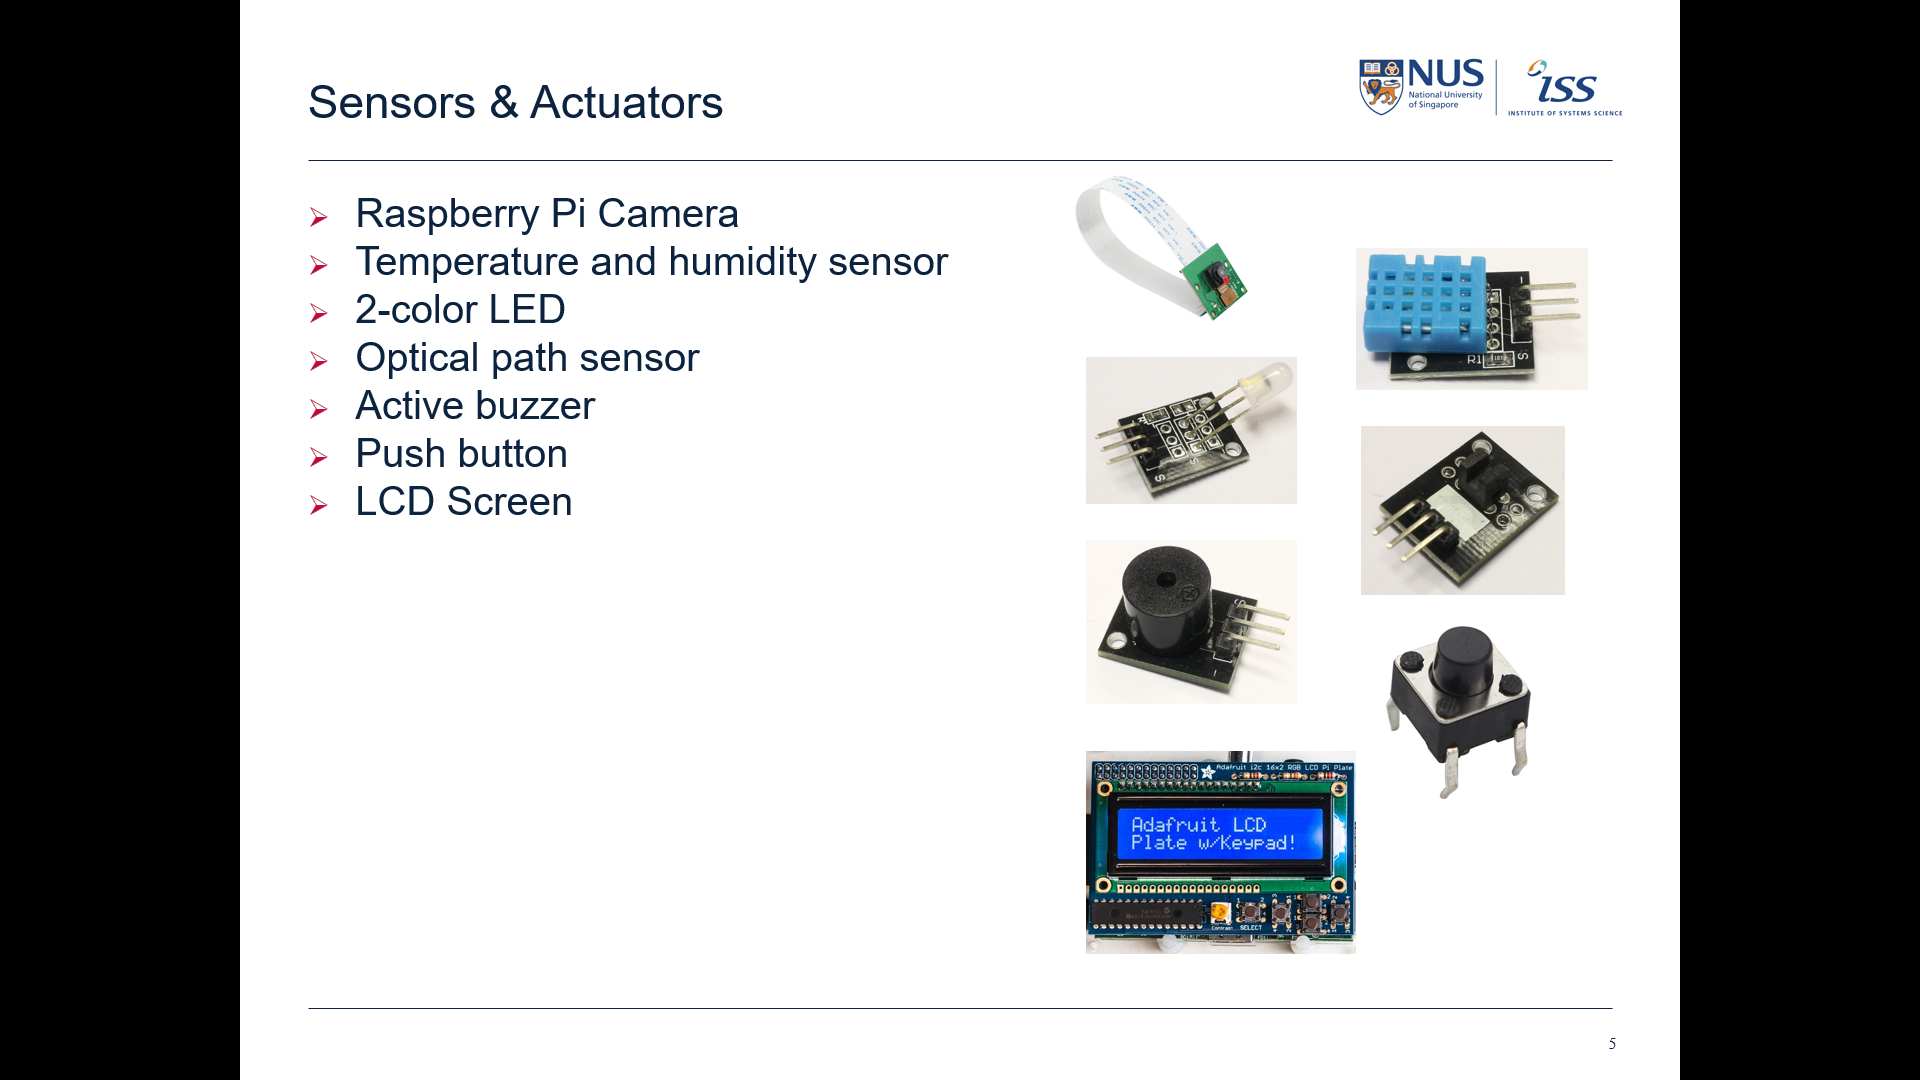 Sensors & Actuators
NUS
National University
of Singapore
iss
INSTITUTE OF SYSTEMS SCIENCE
Raspberry Pi Camera
Temperature and humidity sensor
2-color LED
Optical path sensor
Active buzzer
Push button
LCD Screen
R1
S
S
Adafruit i2c 16x2 RGB LCD Pi Plate
Adafruit LCD
Plate w/Keypad!
Contrast
SELECT
5